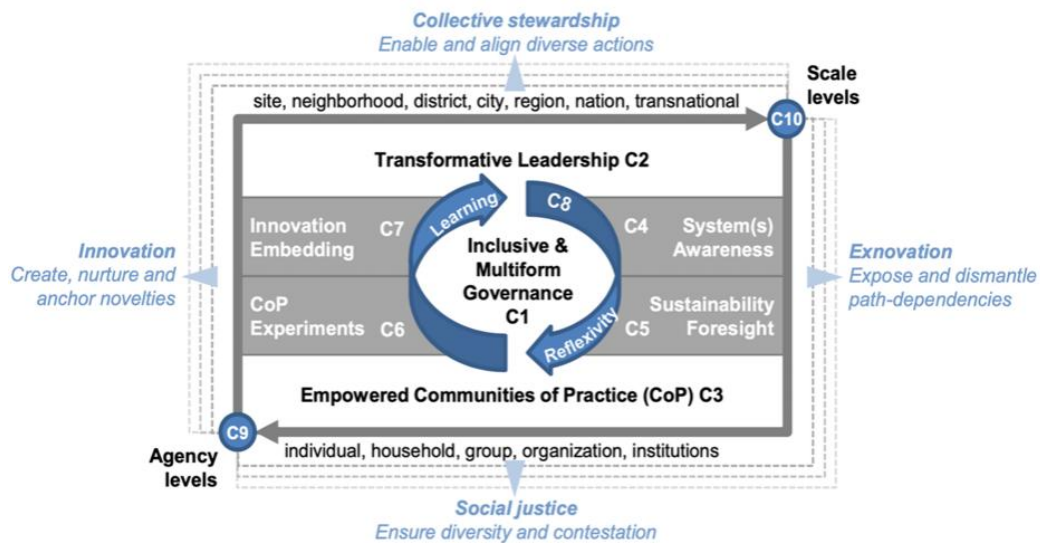 Collective stewardship
Enable and align diverse actions
Scale
levels
site, neighborhood, district, city, region, nation, transnational
C10
Transformative Leadership C2
Learning
C8
Innovation
Embedding
C7
C4
System(s)
Awareness
Inclusive &
Multiform
Governance
C1
Innovation
Create, nurture and
anchor novelties
Exnovation
Expose and dismantle
path-dependencies
CoP
Experiments
C6
C5
Sustainability
Foresight
Reflexivity
Empowered Communities of Practice (CoP) C3
C9
Agency
levels
individual, household, group, organization, institutions
Social justice
Ensure diversity and contestation